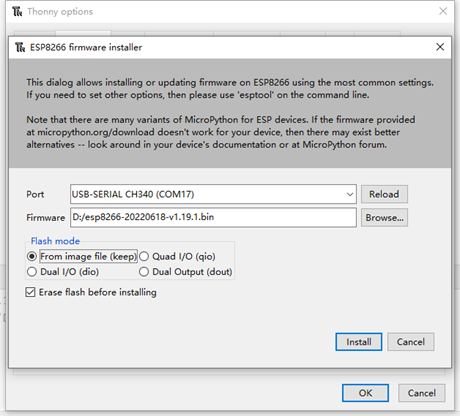 Thonny options
ESP8266 firmware installer
This dialog allows installing or updating firmware on ESP8266 using the most common settings.
If you need to set other options, then please use 'esptool' on the command line.
Note that there are many variants of MicroPython for ESP devices. If the firmware provided
at micropython.org/download doesn't work for your device, then there may exist better
alternatives -- look around in your device's documentation or at MicroPython forum.
Port USB-SERIAL CH340 (COM17) Reload
Firmware D:/esp8266-20220618-v1.19.1.bin Browse...
Flash mode
From image file (keep) Quad I/O (qio)
Dual I/O (dio) Dual Output (dout)
Erase flash before installing
Install Cancel
OK Cancel